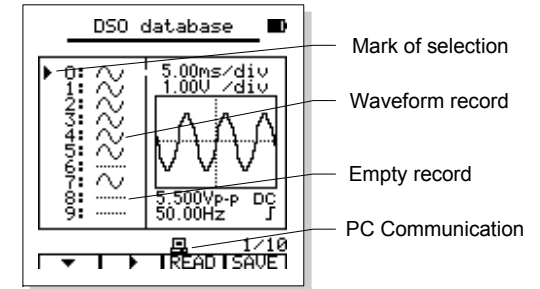 DSO database
0:
1:
2:
3:
4:
5:
6:
7:
8:
9:
5.00ms/div
1.00V /div
5.500Vp-p DC
50.00Hz
1/10
READ SAVE
Mark of selection
Waveform record
Empty record
PC Communication